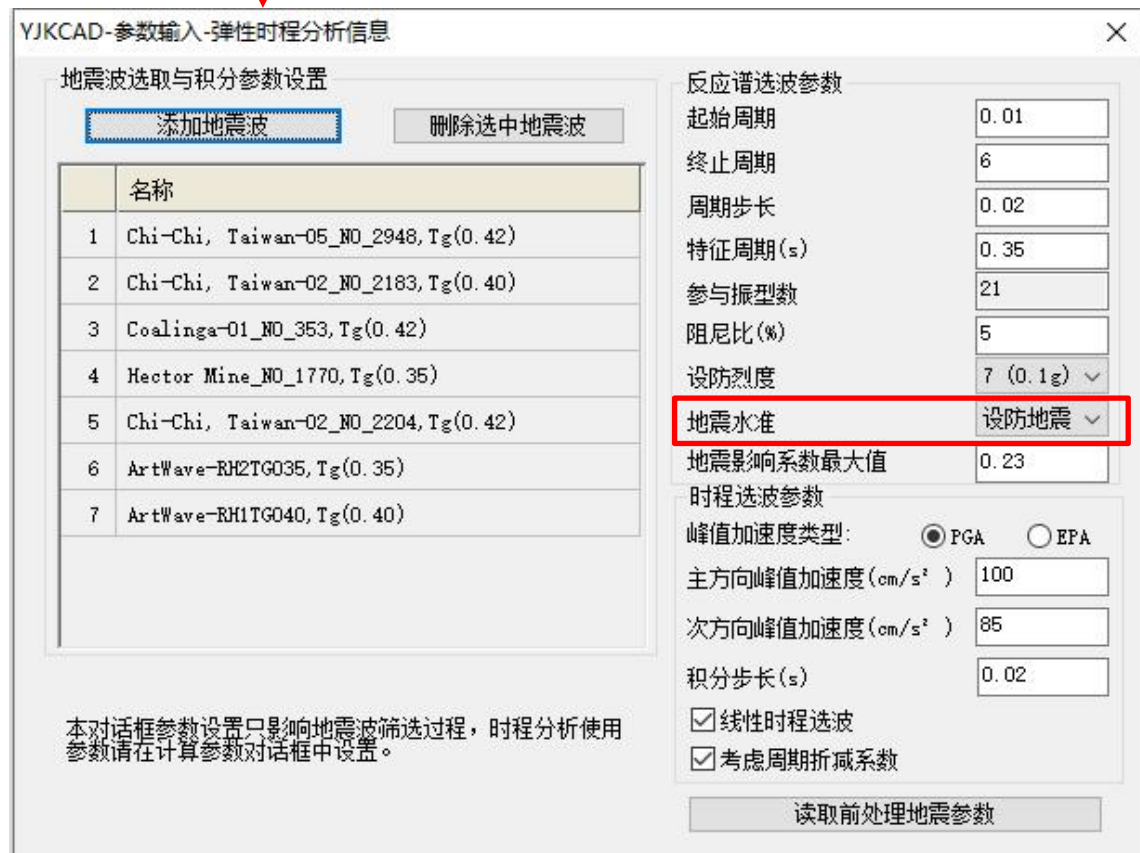 YJKCAD-参数输入-弹性时程分析信息
地震波选取与积分参数设置
添加地震波
删除选中地震波
名称
1 Chi-Chi, Taiwan-05_NO_2948,Tg(0.42)
2 Chi-Chi, Taiwan-02_NO_2183,Tg(0.40)
3 Coalinga-01_NO_353,Tg(0.42)
4 Hector Mine_NO_1770,Tg(0.35)
5 Chi-Chi, Taiwan-02_NO_2204,Tg(0.42)
6 ArtWave-RH2TG035,Tg(0.35)
7 ArtWave-RH1TG040,Tg(0.40)
本对话框参数设置只影响地震波筛选过程，时程分析使用
参数请在计算参数对话框中设置。
反应谱选波参数
起始周期 0.01
终止周期 6
周期步长 0.02
特征周期(s) 0.35
参与振型数 21
阻尼比(%) 5
设防烈度 7 (0.1g)
地震水准 设防地震
地震影响系数最大值 0.23
时程选波参数
峰值加速度类型: PGA EPA
主方向峰值加速度(cm/s² ) 100
次方向峰值加速度(cm/s² ) 85
积分步长(s) 0.02
线性时程选波
考虑周期折减系数
读取前处理地震参数